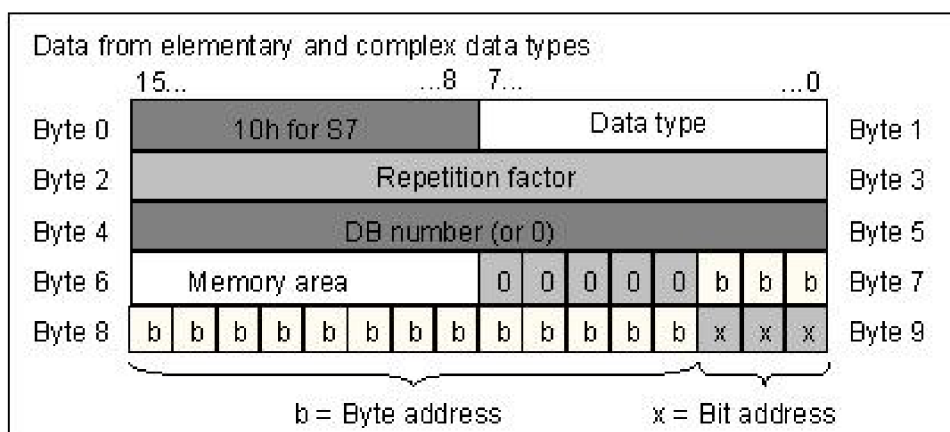 Data from elementary and complex data types
15... ...8 7... ...0
Byte 0 10h for S7 Data type Byte 1
Byte 2 Repetition factor Byte 3
Byte 4 DB number (or 0) Byte 5
Byte 6 Memory area 0 0 0 0 0 b b b Byte 7
Byte 8 b b b b b b b b b b b b b x x x Byte 9
b = Byte address x = Bit address